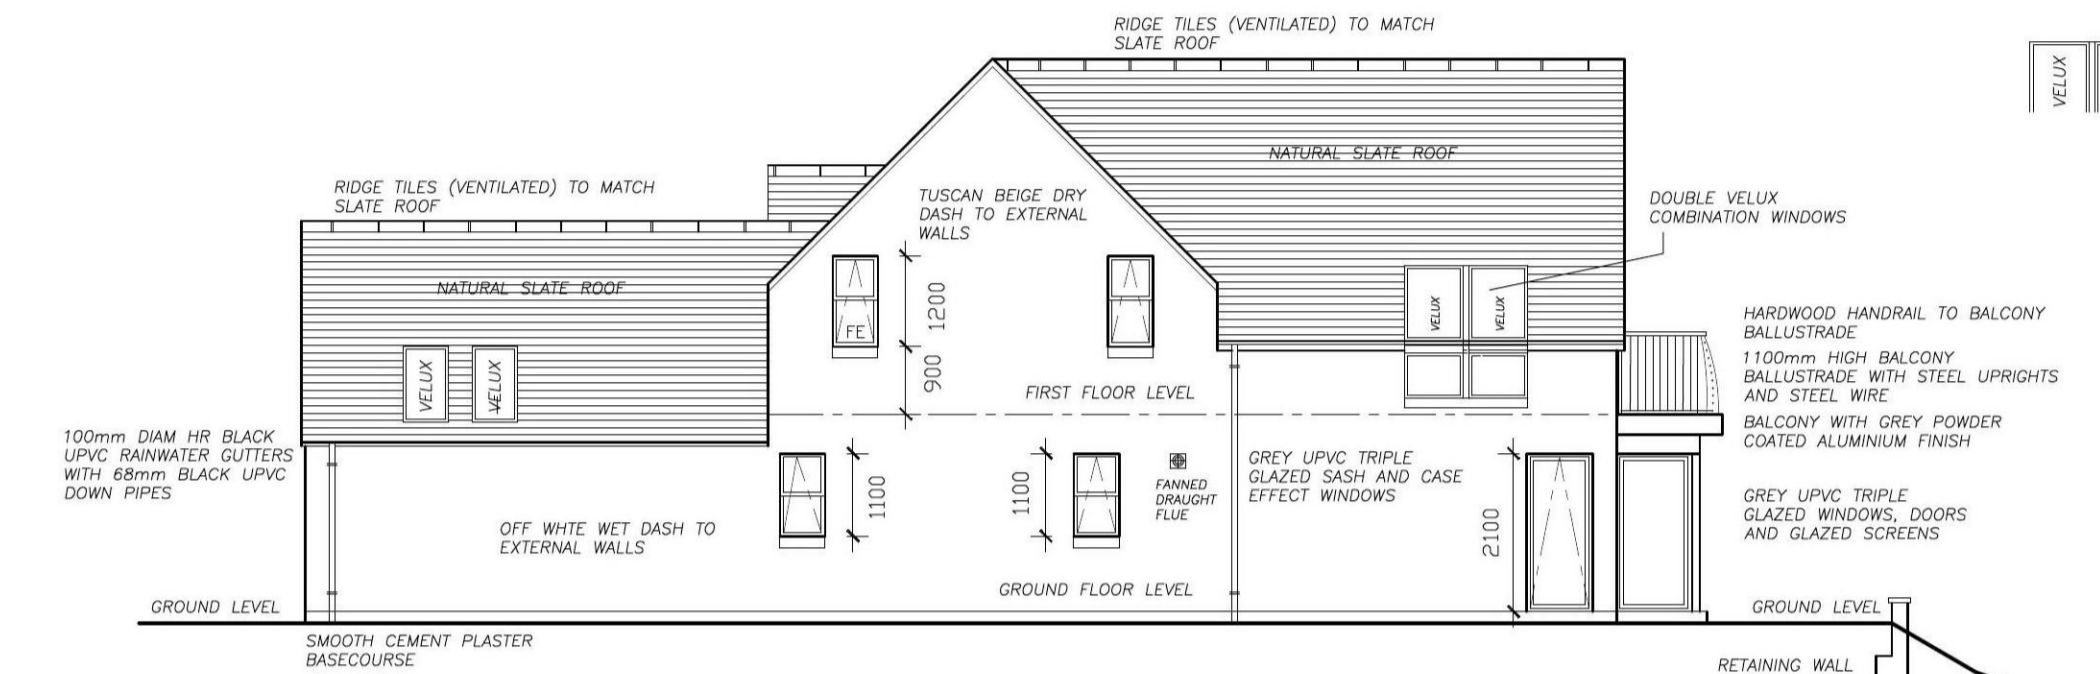 RIDGE TILES (VENTILATED) TO MATCH
SLATE ROOF
VELUX
NATURAL SLATE ROOF
RIDGE TILES (VENTILATED) TO MATCH
SLATE ROOF
TUSCAN BEIGE DRY
DASH TO EXTERNAL
WALLS
DOUBLE VELUX
COMBINATION WINDOWS
NATURAL SLATE ROOF
FE
1200
900
VELUX
VELUX
VELUX
VELUX
HARDWOOD HANDRAIL TO BALCONY
BALLUSTRADE
1100mm HIGH BALCONY
BALLUSTRADE WITH STEEL UPRIGHTS
AND STEEL WIRE
FIRST FLOOR LEVEL
BALCONY WITH GREY POWDER
COATED ALUMINIUM FINISH
100mm DIAM HR BLACK
UPVC RAINWATER GUTTERS
WITH 68mm BLACK UPVC
DOWN PIPES
1100
1100
FANNED
DRAUGHT
FLUE
GREY UPVC TRIPLE
GLAZED SASH AND CASE
EFFECT WINDOWS
2100
GREY UPVC TRIPLE
GLAZED WINDOWS, DOORS
AND GLAZED SCREENS
OFF WHTE WET DASH TO
EXTERNAL WALLS
GROUND FLOOR LEVEL
GROUND LEVEL
GROUND LEVEL
SMOOTH CEMENT PLASTER
BASECOURSE
RETAINING WALL